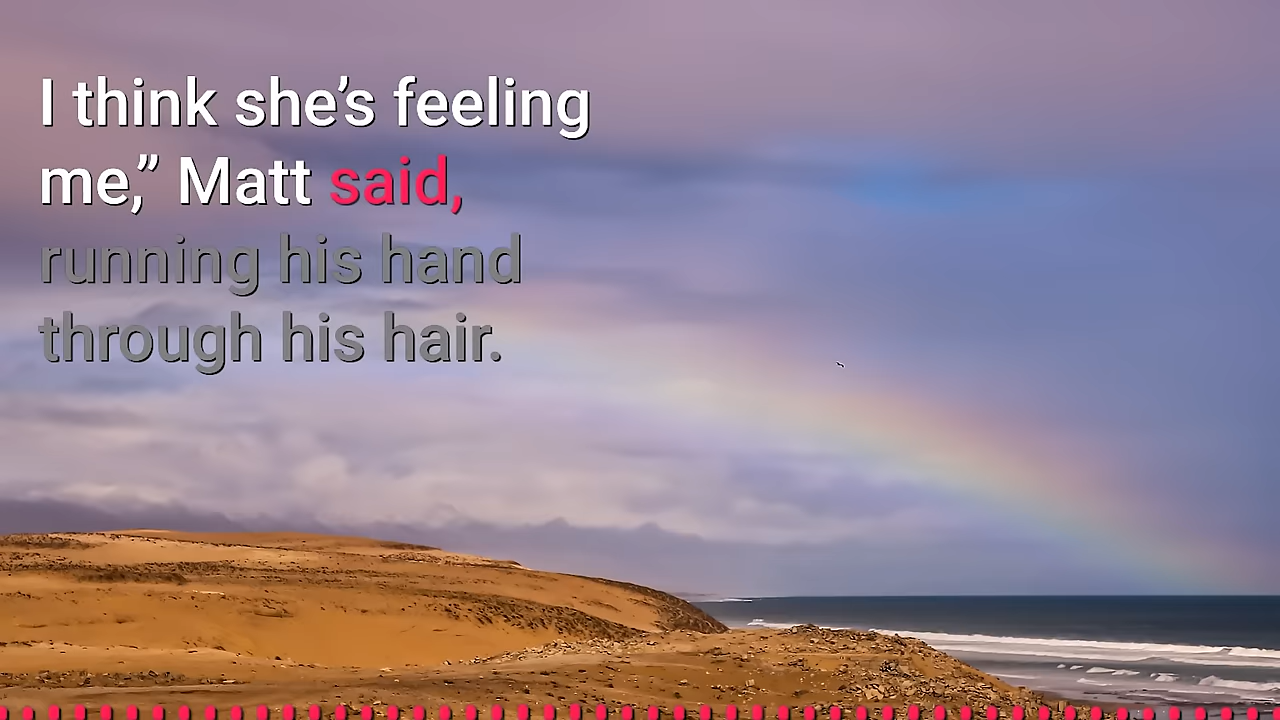 I think she’s feeling
me,” Matt said,
running his hand
through his hair.